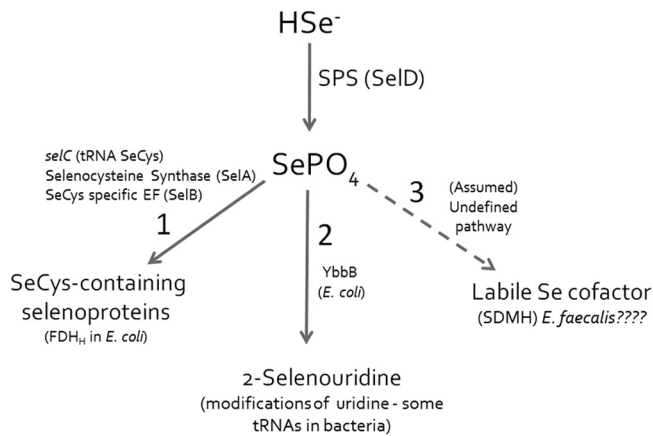 HSe⁻
SPS (SelD)
selC (tRNA SeCys)
Selenocysteine Synthase (SelA)
SeCys specific EF (SelB)
SePO₄
1
2
3
(Assumed)
Undefined
pathway
YbbB
(E. coli)
SeCys-containing
selenoproteins
(FDHH in E. coli)
Labile Se cofactor
(SDMH) E. faecalis????
2-Selenouridine
(modifications of uridine - some
tRNAs in bacteria)